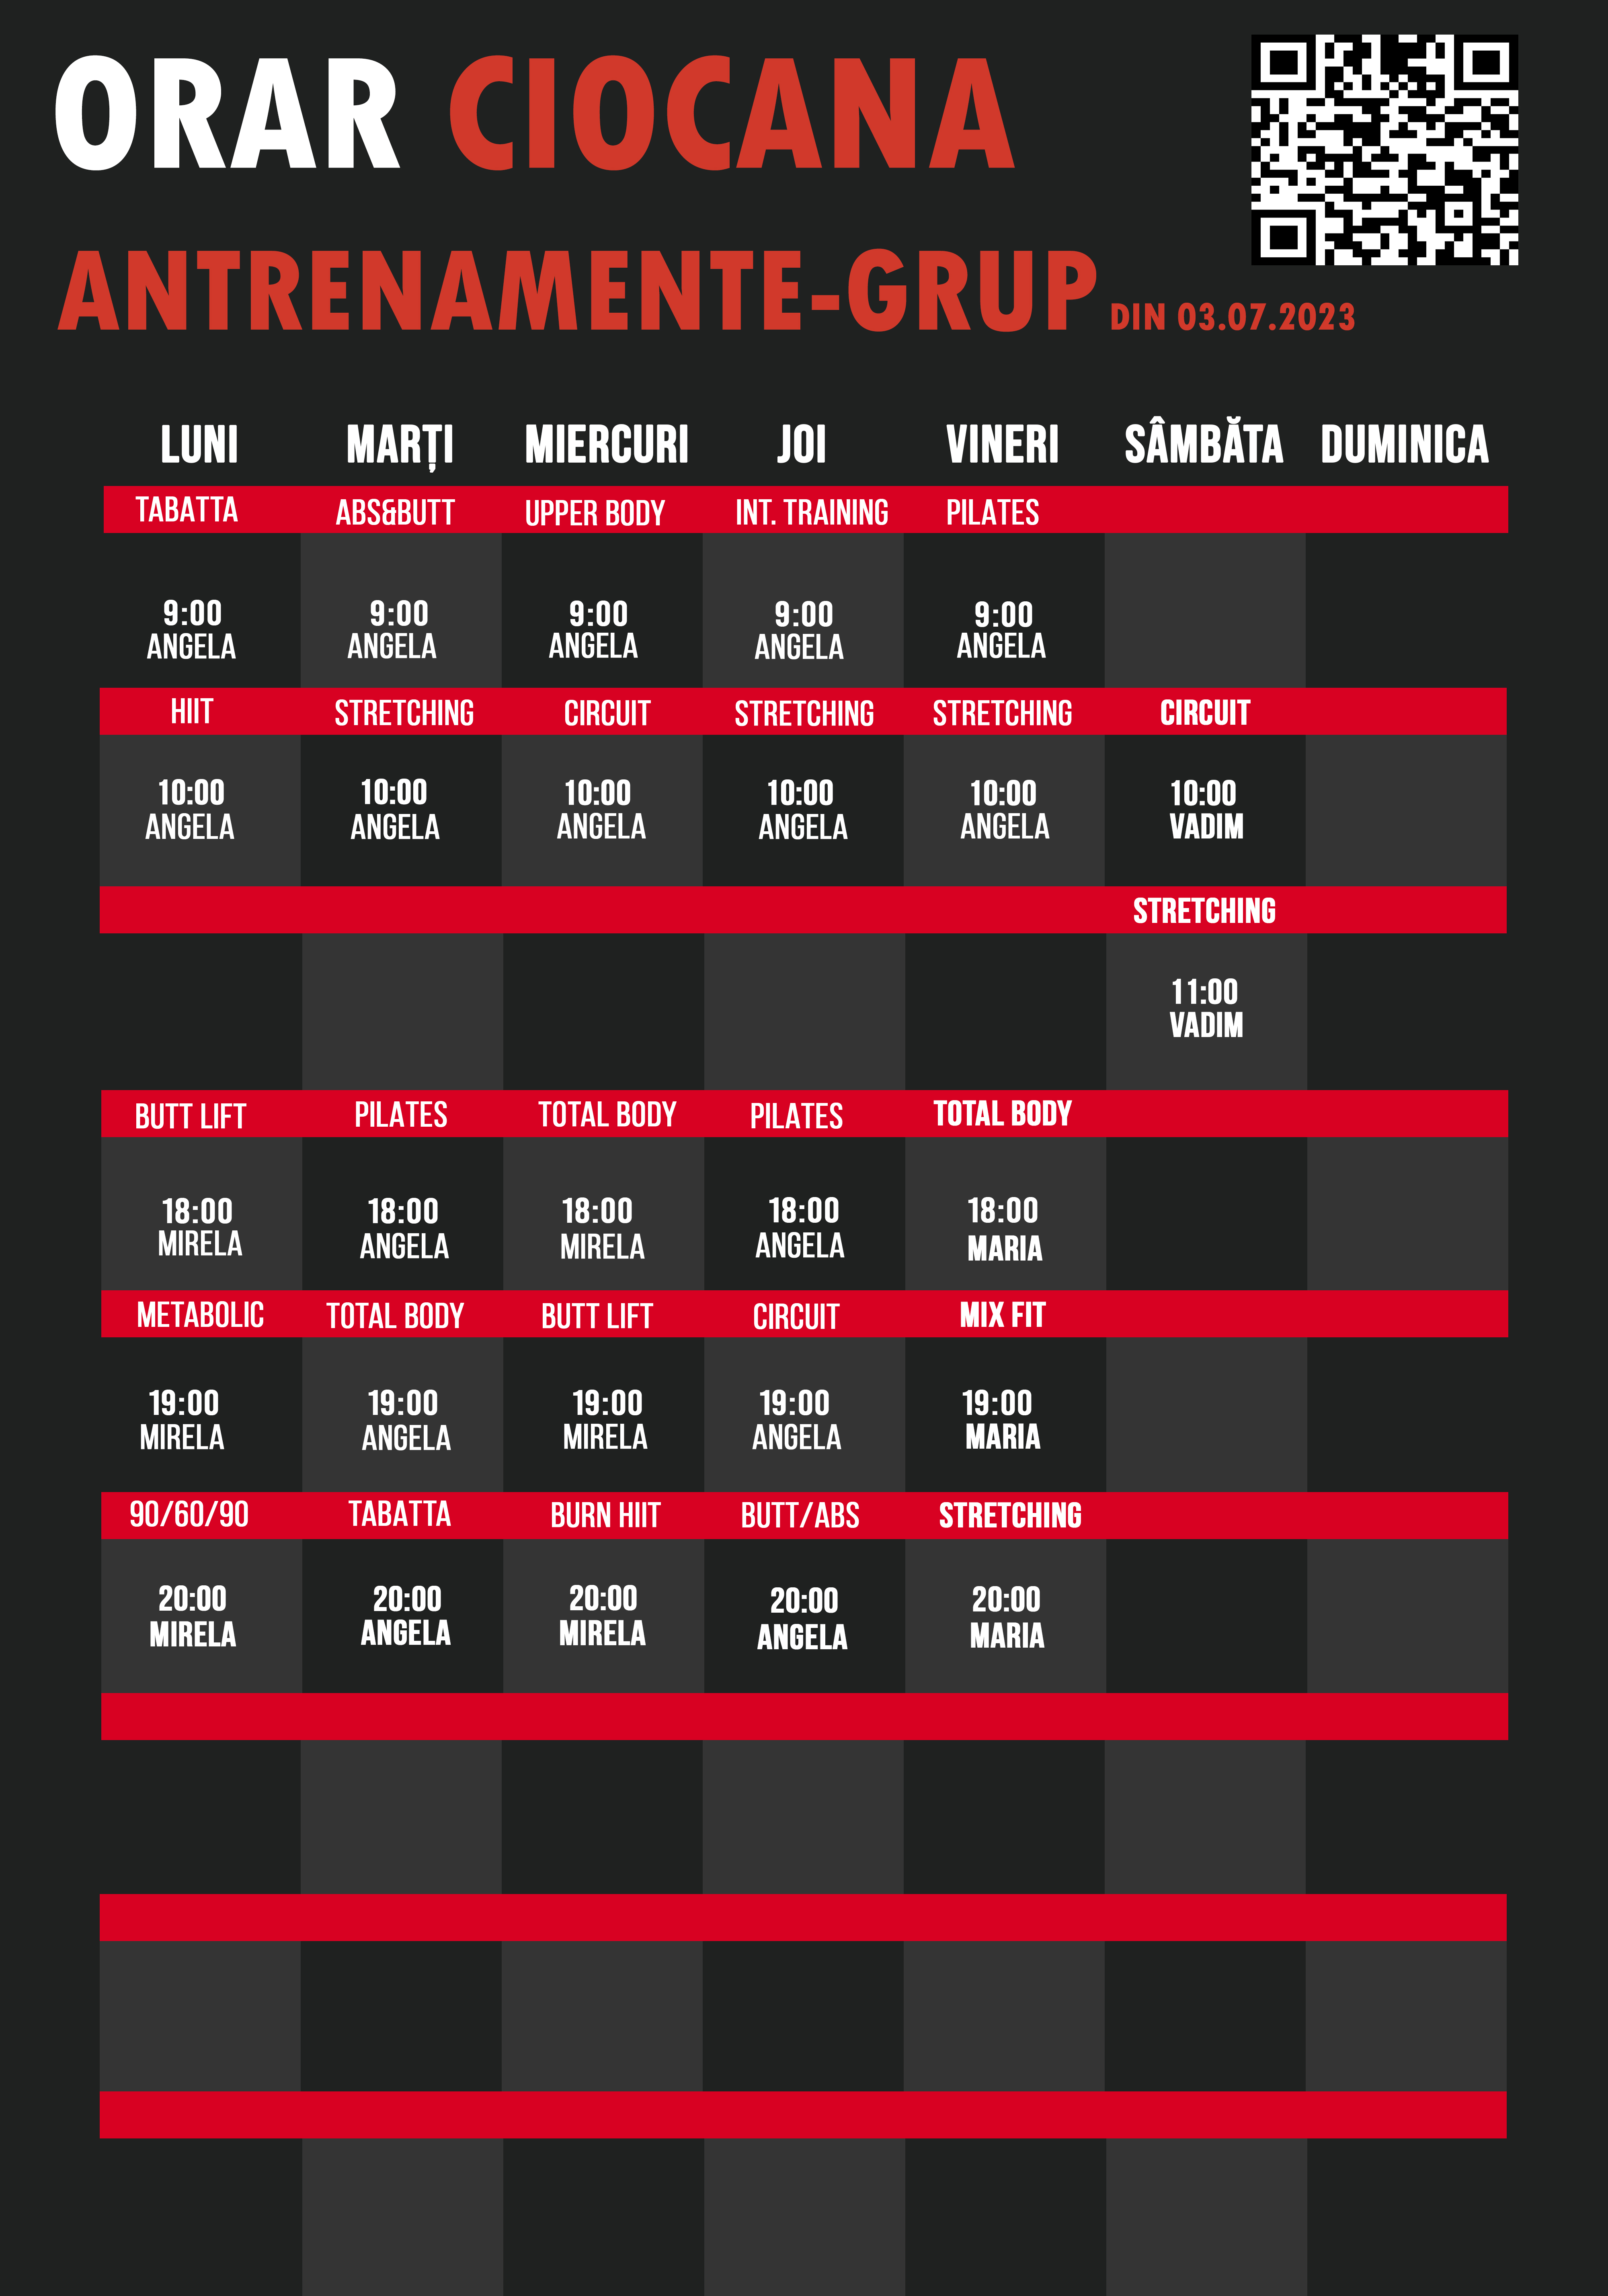 ORAR CIOCANA
ANTRENAMENTE-GRUP DIN 03.07.2023
LUNI MARȚI MIERCURI JOI VINERI SÂMBĂTA DUMINICA
TABATTA ABS&BUTT UPPER BODY INT. TRAINING PILATES
9:00 9:00 9:00 9:00 9:00
ANGELA ANGELA ANGELA ANGELA ANGELA
HIIT STRETCHING CIRCUIT STRETCHING STRETCHING CIRCUIT
10:00 10:00 10:00 10:00 10:00 10:00
ANGELA ANGELA ANGELA ANGELA ANGELA VADIM
STRETCHING
11:00
VADIM
BUTT LIFT PILATES TOTAL BODY PILATES TOTAL BODY
18:00 18:00 18:00 18:00 18:00
MIRELA ANGELA MIRELA ANGELA MARIA
METABOLIC TOTAL BODY BUTT LIFT CIRCUIT MIX FIT
19:00 19:00 19:00 19:00 19:00
MIRELA ANGELA MIRELA ANGELA MARIA
90/60/90 TABATTA BURN HIIT BUTT/ABS STRETCHING
20:00 20:00 20:00 20:00 20:00
MIRELA ANGELA MIRELA ANGELA MARIA